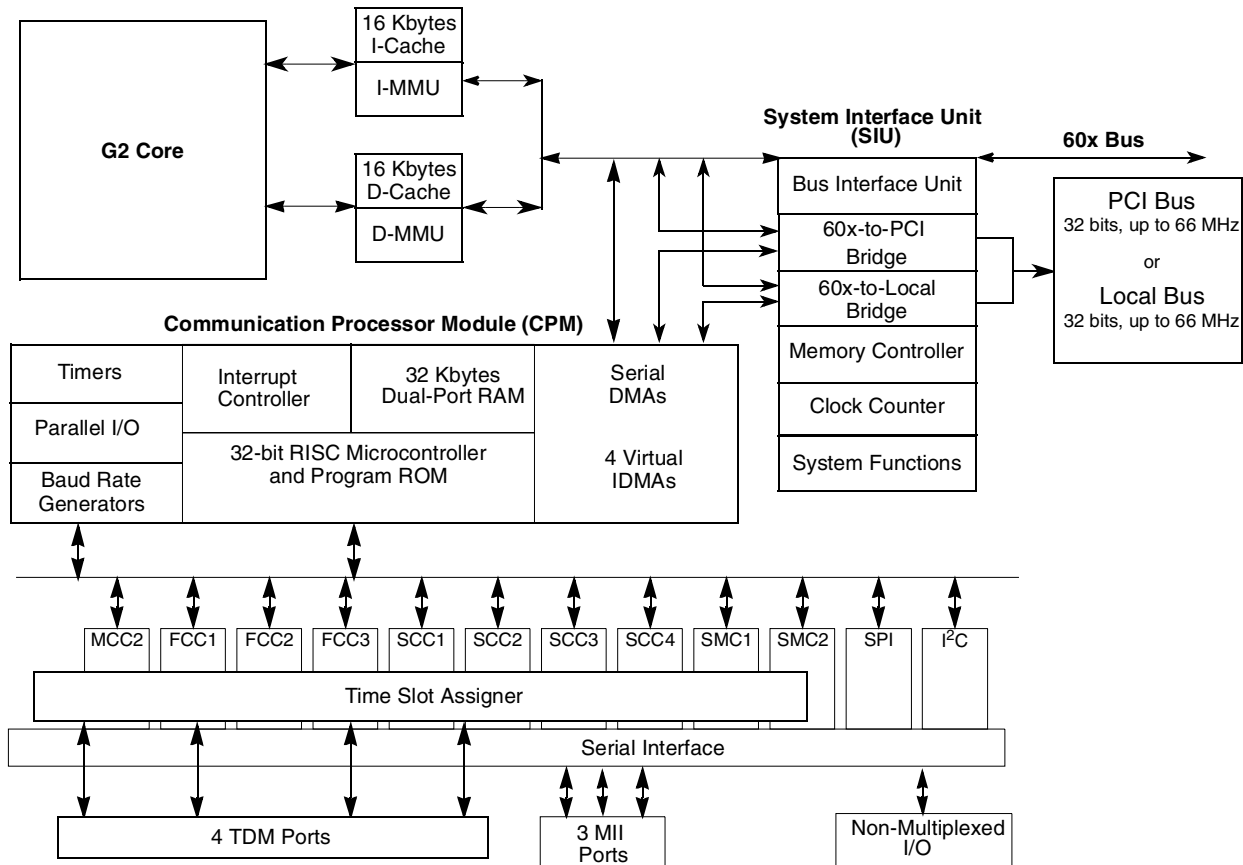 16 Kbytes
I-Cache
I-MMU
G2 Core
16 Kbytes
D-Cache
D-MMU
System Interface Unit
(SIU)
60x Bus
Bus Interface Unit
60x-to-PCI
Bridge
60x-to-Local
Bridge
Memory Controller
Clock Counter
System Functions
PCI Bus
32 bits, up to 66 MHz
or
Local Bus
32 bits, up to 66 MHz
Communication Processor Module (CPM)
Timers
Parallel I/O
Baud Rate
Generators
Interrupt
Controller
32 Kbytes
Dual-Port RAM
32-bit RISC Microcontroller
and Program ROM
Serial
DMAs
4 Virtual
IDMAs
MCC2 FCC1 FCC2 FCC3 SCC1 SCC2 SCC3 SCC4 SMC1 SMC2 SPI I²C
Time Slot Assigner
Serial Interface
4 TDM Ports
3 MII
Ports
Non-Multiplexed
I/O